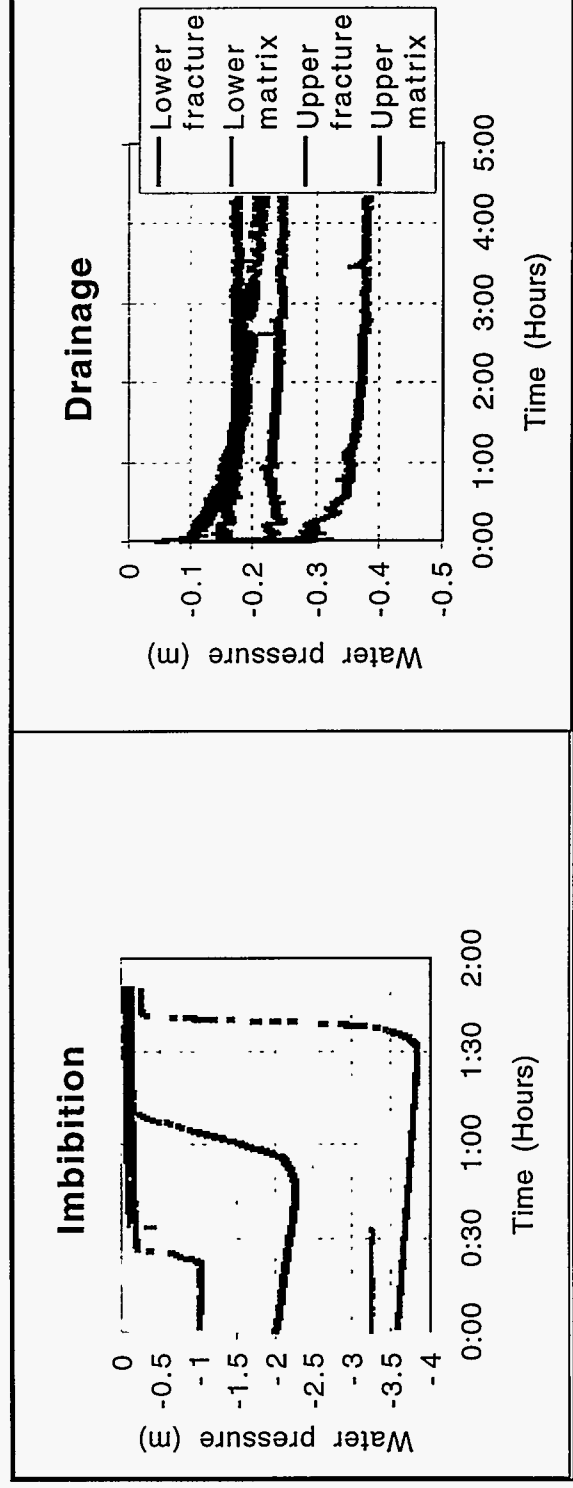 Imbibition
Water pressure (m)
0
-0.5
- 1
-1.5
- 2
-2.5
- 3
-3.5
- 4
0:00 0:30 1:00 1:30 2:00
Time (Hours)
Drainage
Water pressure (m)
0
-0.1
-0.2
-0.3
-0.4
-0.5
0:00 1:00 2:00 3:00 4:00 5:00
Time (Hours)
Lower
fracture
Lower
matrix
Upper
fracture
Upper
matrix